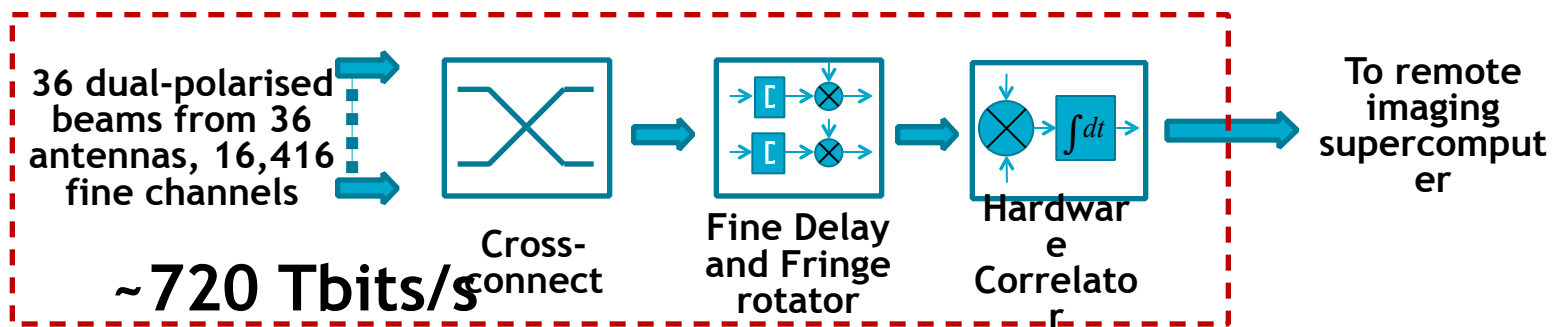 36 dual-polarised
beams from 36
antennas, 16,416
fine channels
~720 Tbits/s
Cross-
connect
[
[
Fine Delay
and Fringe
rotator
∫dt
Hardwar
e
Correlato
r
To remote
imaging
supercomput
er